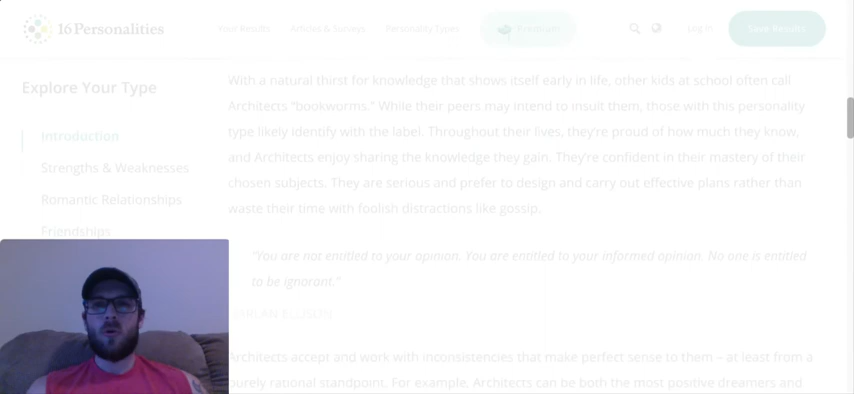 16Personalities
Your Results Articles & Surveys Personality Types Premium Log In Save Results
Explore Your Type
Introduction
Strengths & Weaknesses
Romantic Relationships
Friendships
With a natural thirst for knowledge that shows itself early in life, other kids at school often call
Architects “bookworms.” While their peers may intend to insult them, those with this personality
type likely identify with the label. Throughout their lives, they’re proud of how much they know,
and Architects enjoy sharing the knowledge they gain. They’re confident in their mastery of their
chosen subjects. They are serious and prefer to design and carry out effective plans rather than
waste their time with foolish distractions like gossip.
“You are not entitled to your opinion. You are entitled to your informed opinion. No one is entitled
to be ignorant.”
HARLAN ELLISON
Architects accept and work with inconsistencies that make perfect sense to them – at least from a
purely rational standpoint. For example, Architects can be both the most positive dreamers and